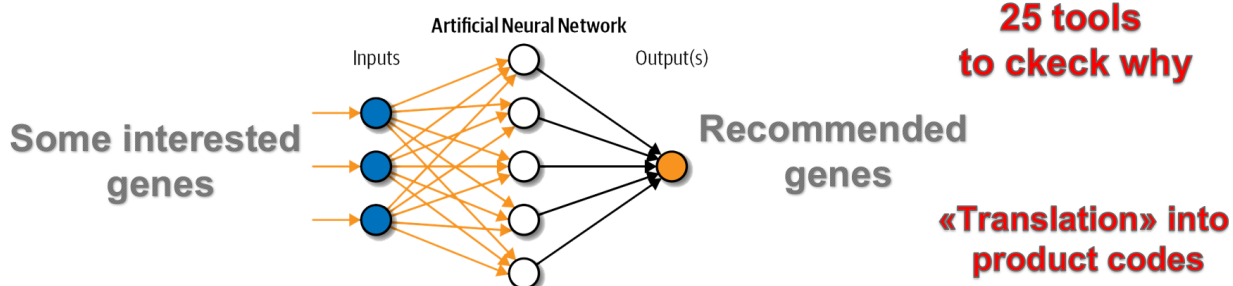 Artificial Neural Network
Inputs
Output(s)
Some interested
genes
Recommended
genes
25 tools
to ckeck why
«Translation» into
product codes